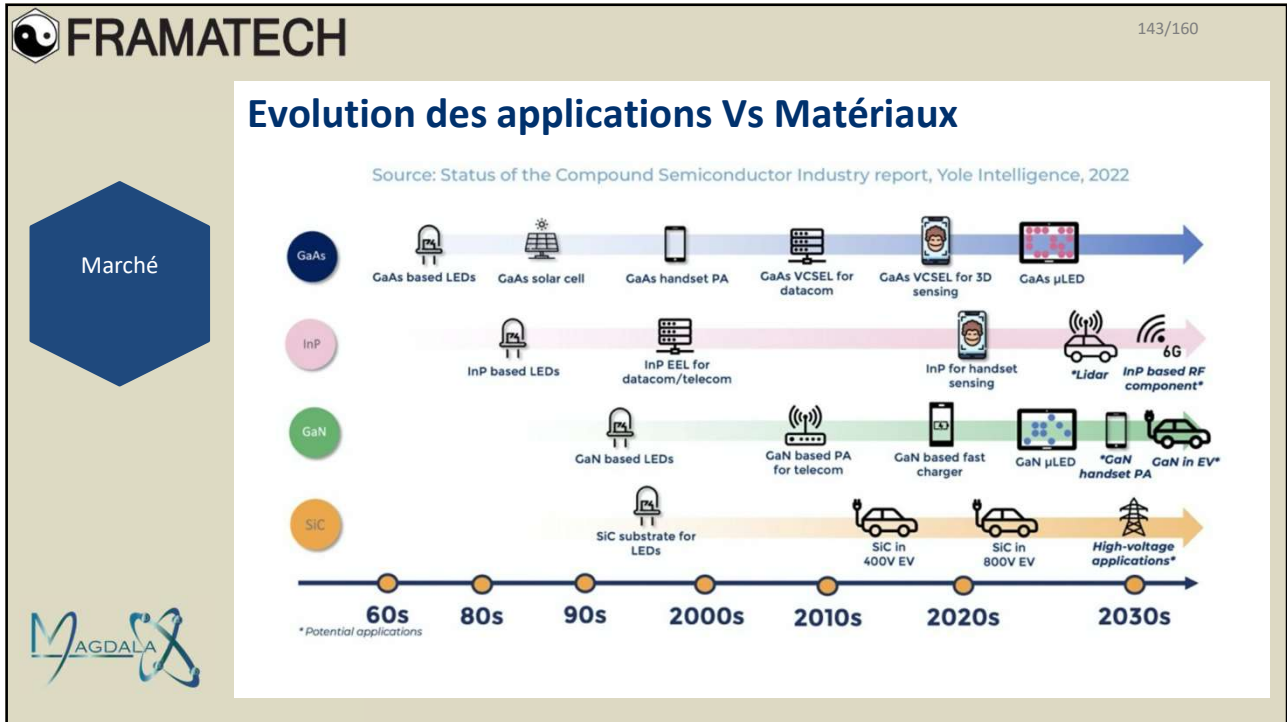 FRAMATECH
143/160
Evolution des applications Vs Matériaux
Source: Status of the Compound Semiconductor Industry report, Yole Intelligence, 2022
Marché
GaAs
GaAs based LEDs
GaAs solar cell
GaAs handset PA
GaAs VCSEL for
datacom
GaAs VCSEL for 3D
sensing
GaAs µLED
InP
InP based LEDs
InP EEL for
datacom/telecom
InP for handset
sensing
*Lidar
6G
InP based RF
component*
GaN
GaN based LEDs
GaN based PA
for telecom
GaN based fast
charger
GaN µLED
*GaN
handset PA
GaN in EV*
SiC
SiC substrate for
LEDs
SiC in
400V EV
SiC in
800V EV
High-voltage
applications*
60s
80s
90s
2000s
2010s
2020s
2030s
*Potential applications
MAGDALA